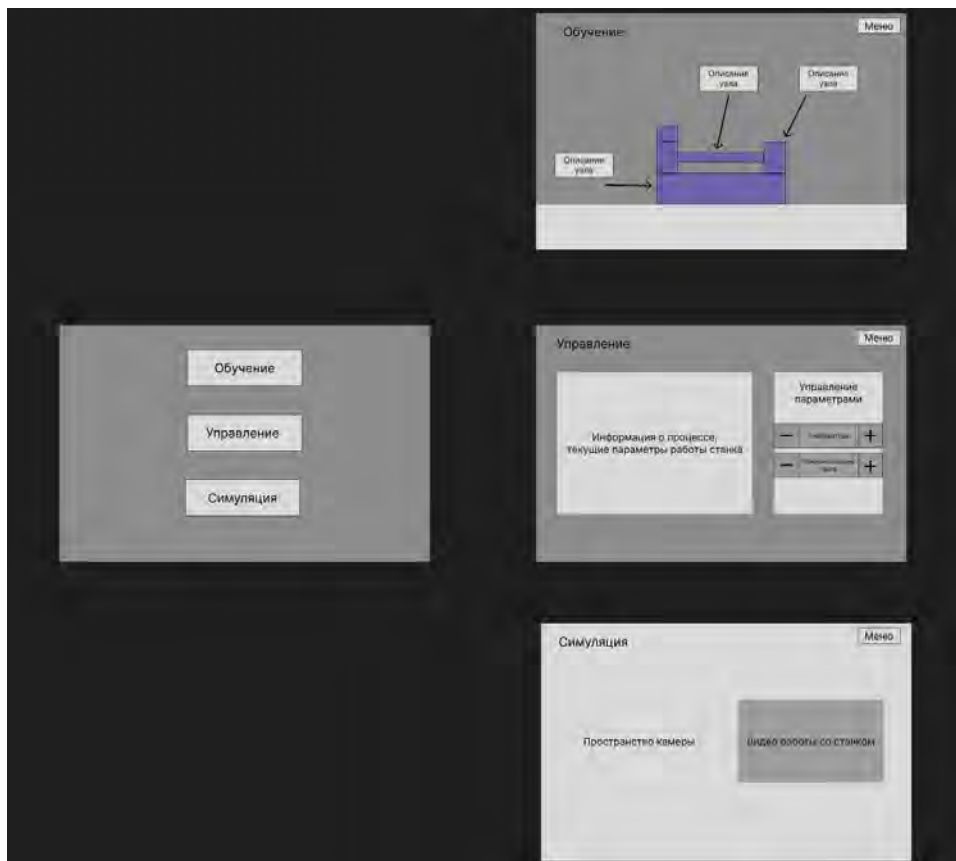 Обучение
Меню
Описание
узла
Описание
узла
Описание
узла
Обучение
Управление
Симуляция
Управление
Меню
Информация о процессе,
текущие параметры работы станка
Управление
параметрами
Симуляция
Меню
Пространство камеры
Видео работы со станком